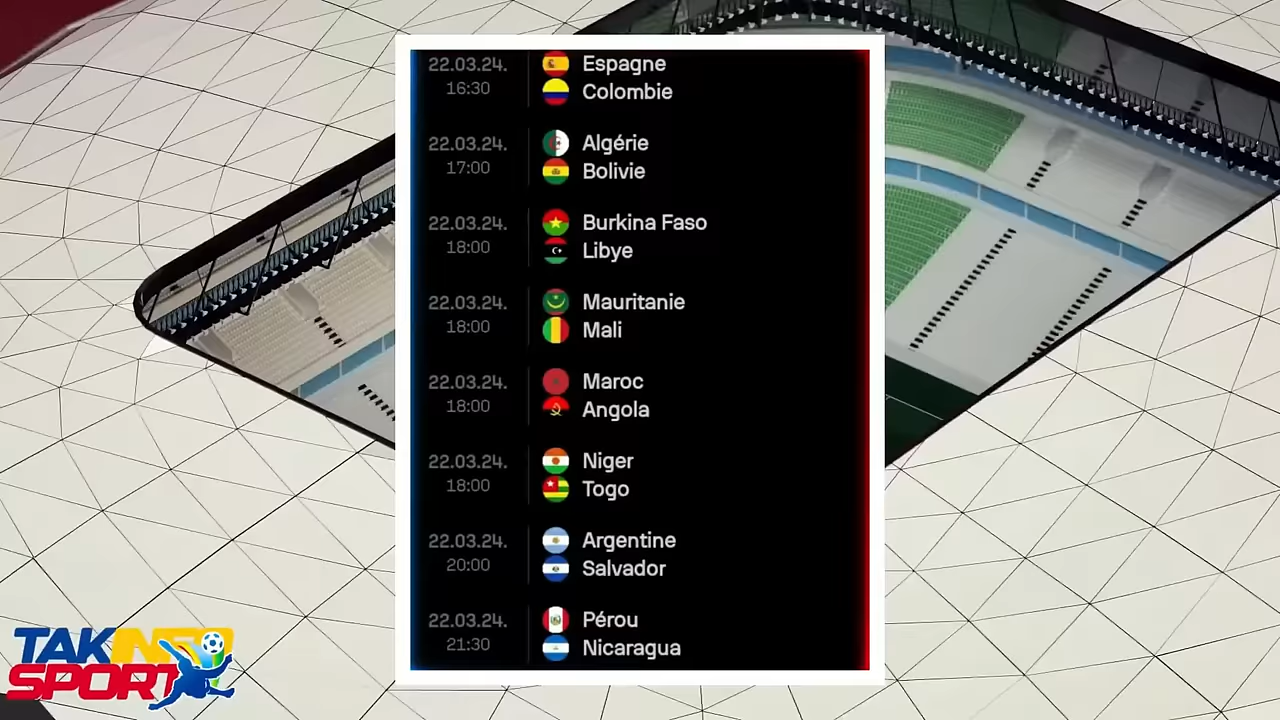 22.03.24. Espagne
16:30 Colombie
22.03.24. Algérie
17:00 Bolivie
22.03.24. Burkina Faso
18:00 Libye
22.03.24. Mauritanie
18:00 Mali
22.03.24. Maroc
18:00 Angola
22.03.24. Niger
18:00 Togo
22.03.24. Argentine
20:00 Salvador
22.03.24. Pérou
21:30 Nicaragua
TAKINFO
SPORT